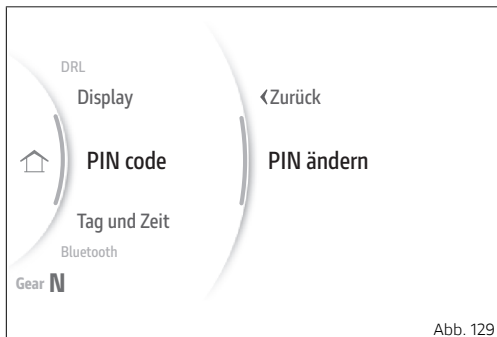 DRL
Display
‹Zurück
PIN code
PIN ändern
Tag und Zeit
Bluetooth
Gear N
Abb. 129